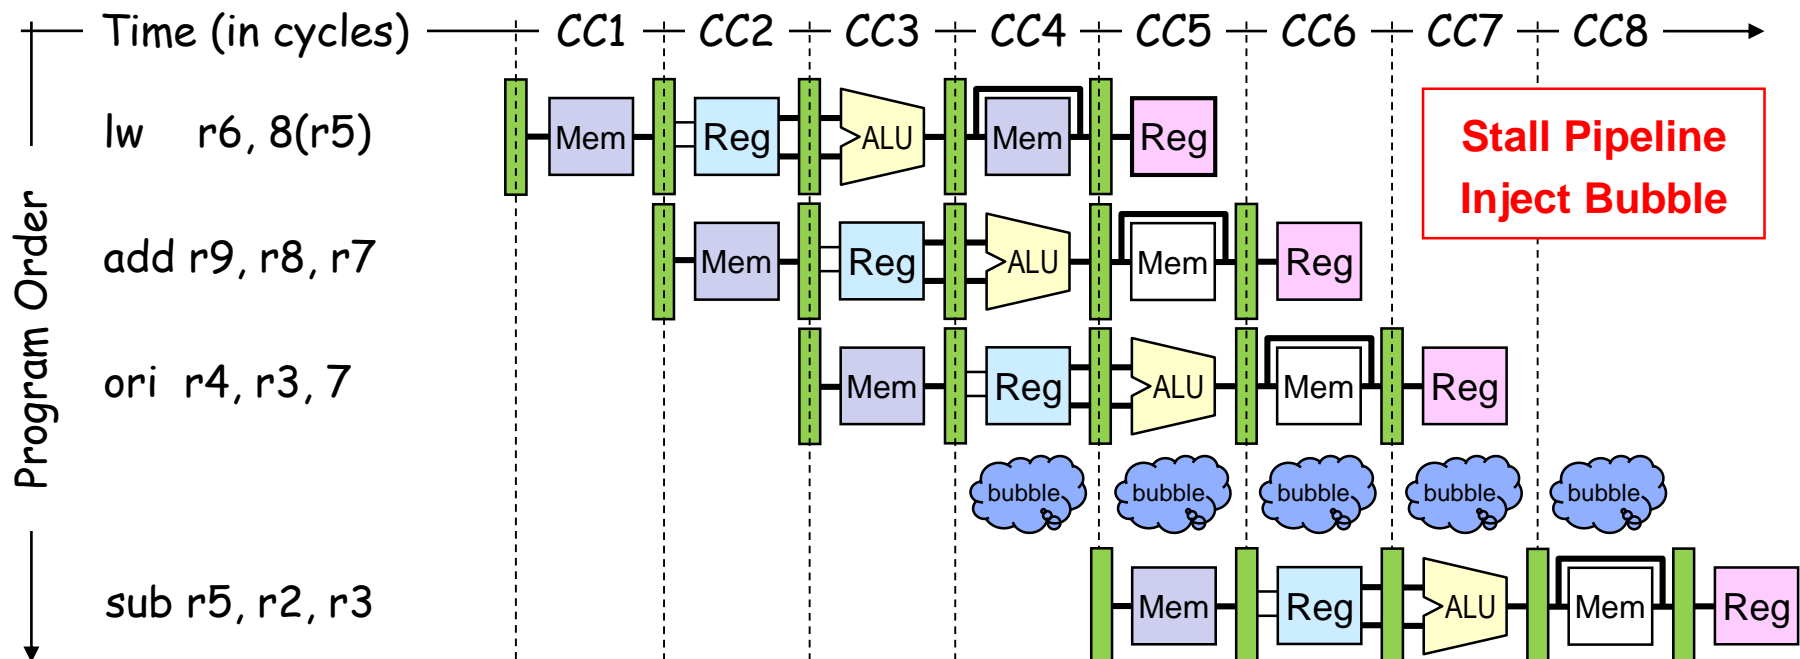 Time (in cycles) CC1 CC2 CC3 CC4 CC5 CC6 CC7 CC8
Program Order
lw r6, 8(r5) Mem Reg ALU Mem Reg
Stall Pipeline
Inject Bubble
add r9, r8, r7 Mem Reg ALU Mem Reg
ori r4, r3, 7 Mem Reg ALU Mem Reg
bubble bubble bubble bubble bubble
sub r5, r2, r3 Mem Reg ALU Mem Reg